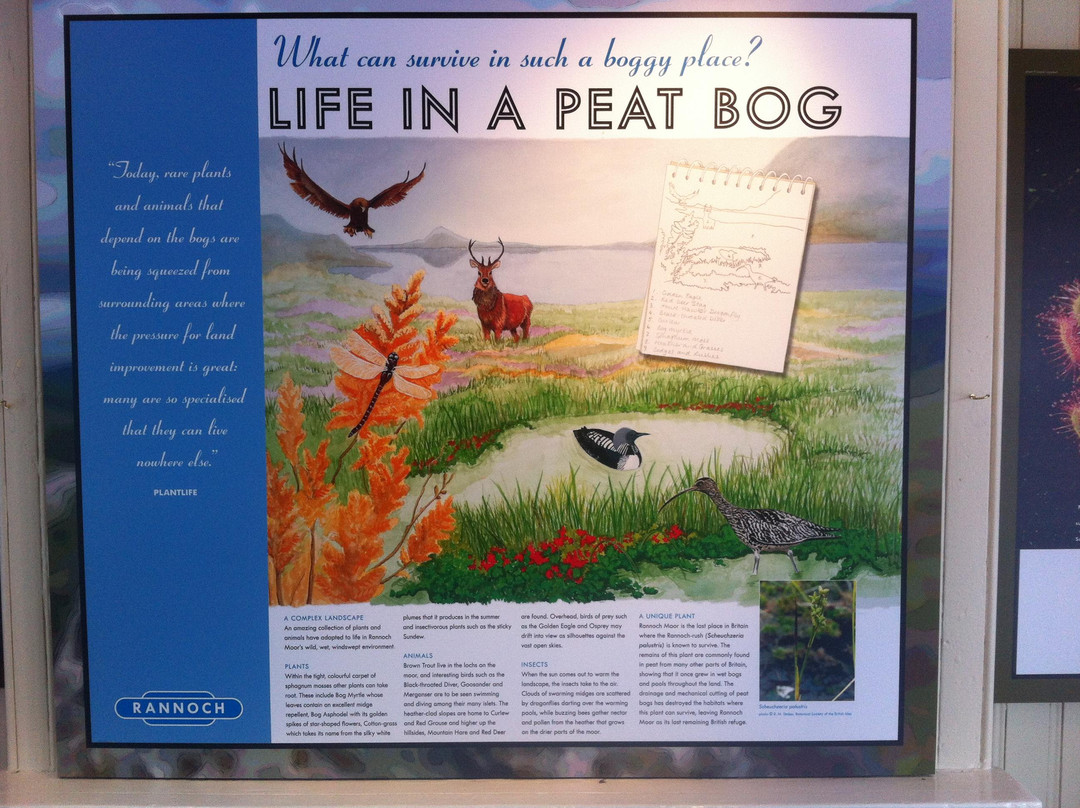 What can survive in such a boggy place?
LIFE IN A PEAT BOG
“Today, rare plants
and animals that
depend on the bogs are
being squeezed from
surrounding areas where
the pressure for land
improvement is great:
many are so specialised
that they can live
nowhere else.”
PLANTLIFE
RANNOCH
A COMPLEX LANDSCAPE
An amazing collection of plants and
animals have adapted to life in Rannoch
Moor's wild, wet, windswept environment
PLANTS
Within the tight, colourful carpet of
sphagnum mosses other plants can take
root. These include Bog Myrtle whose
leaves contain an excellent midge
repellent, Bog Asphodel with its golden
spikes of star-shaped flowers, Cotton-grass
which takes its name from the silky white
plumes that it produces in the summer
and insectivorous plants such as the sticky
Sundew.
ANIMALS
Brown Trout live in the lochs on the
moor, and interesting birds such as the
Black-throated Diver, Goosander and
Merganser are to be seen swimming
and diving among their many islets. The
heather-clad slopes are home to Curlew
and Red Grouse and higher up the
hillsides, Mountain Hare and Red Deer
are found. Overhead, birds of prey such
as the Golden Eagle and Osprey may
drift into view as silhouettes against the
vast open skies.
INSECTS
When the sun comes out to warm the
landscape, the insects take to the air.
Clouds of swarming midges are scattered
by dragonflies darting over the warming
pools, while buzzing bees gather nectar
and pollen from the heather that grows
on the drier parts of the moor.
A UNIQUE PLANT
Rannoch Moor is the last place in Britain
where the Rannoch-rush (Scheuchzeria
palustris) is known to survive. The
remains of this plant are commonly found
in peat from many other parts of Britain,
showing that it once grew in wet bogs
and pools throughout the land. The
drainage and mechanical cutting of peat
bogs has destroyed the habitats where
this plant can survive, leaving Rannoch
Moor as its last remaining British refuge.
Scheuchzeria palustris